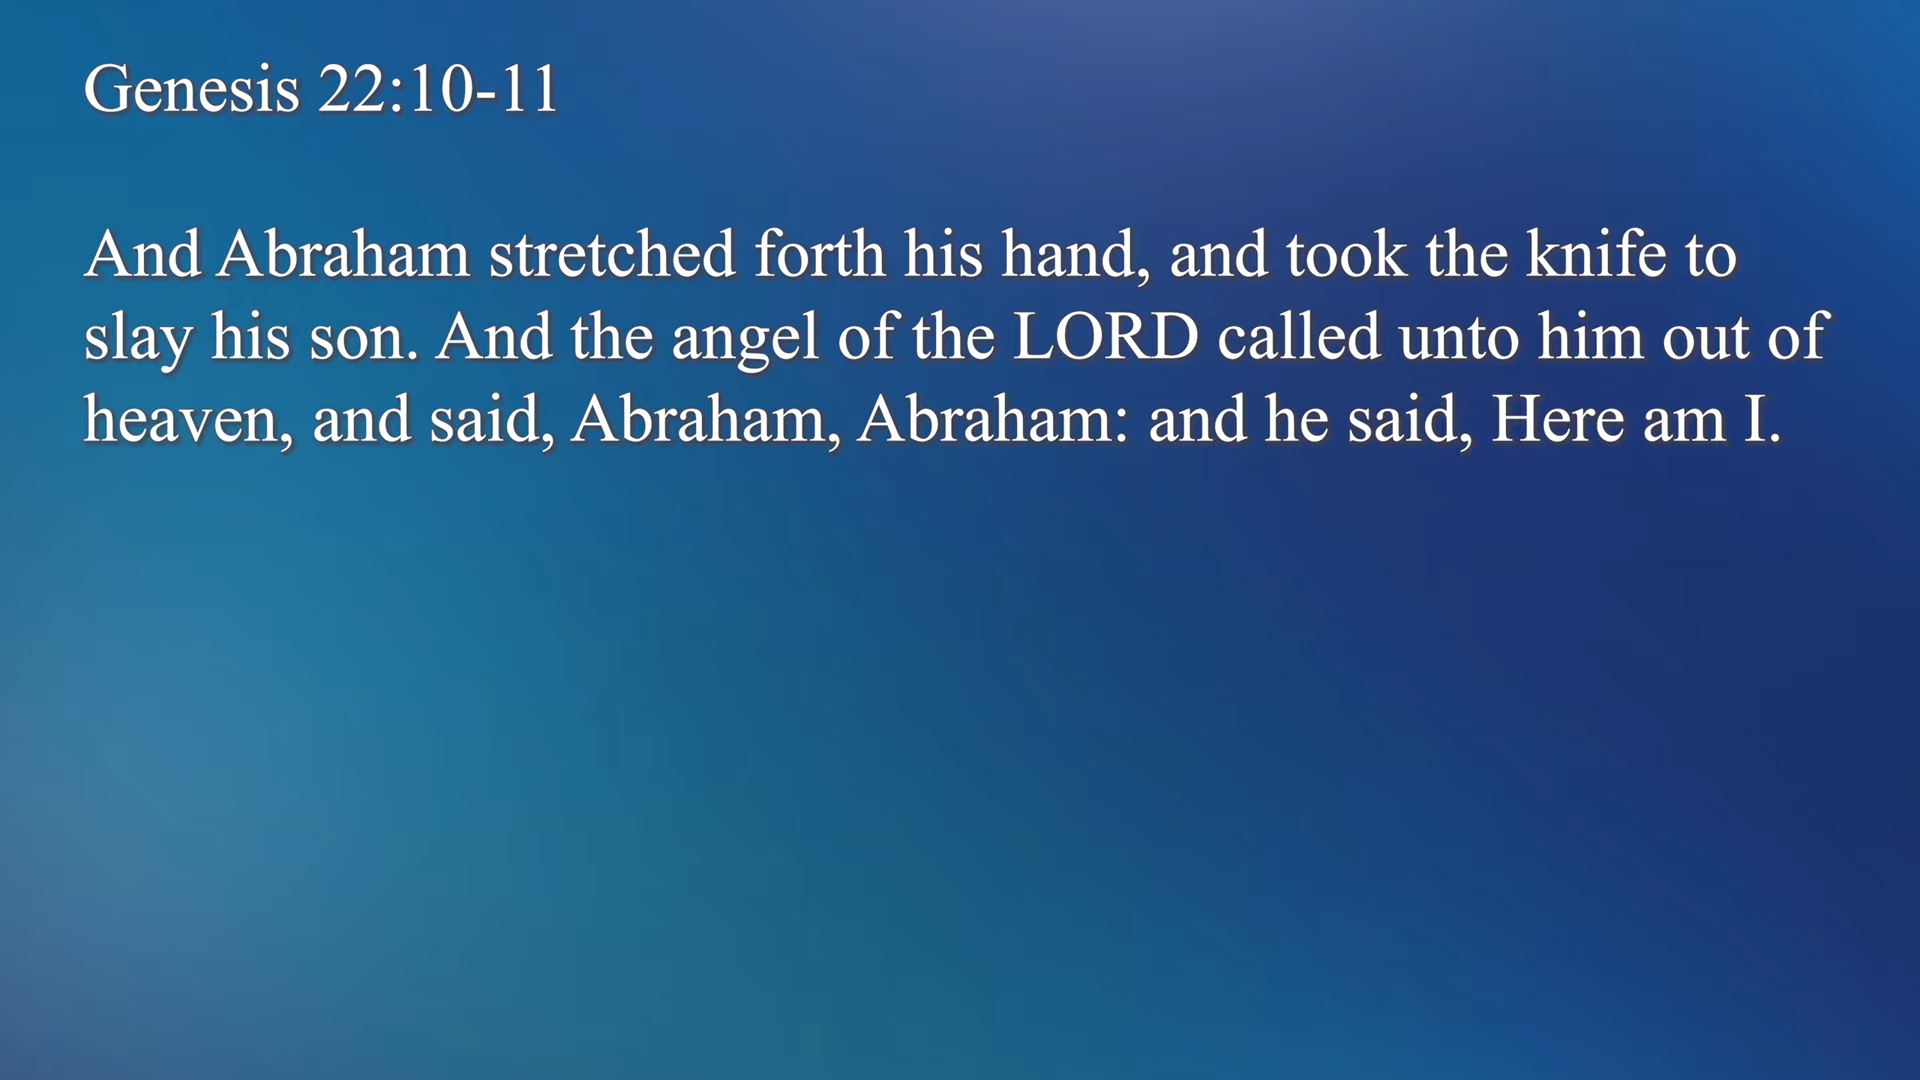 Genesis 22:10-11
And Abraham stretched forth his hand, and took the knife to
slay his son. And the angel of the LORD called unto him out of
heaven, and said, Abraham, Abraham: and he said, Here am I.